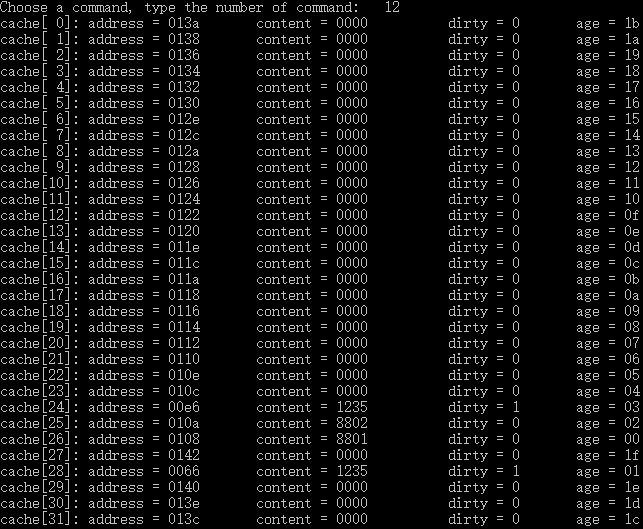 Choose a command, type the number of command:   12
cache[ 0]: address = 013a content = 0000 dirty = 0 age = 1b
cache[ 1]: address = 0138 content = 0000 dirty = 0 age = 1a
cache[ 2]: address = 0136 content = 0000 dirty = 0 age = 19
cache[ 3]: address = 0134 content = 0000 dirty = 0 age = 18
cache[ 4]: address = 0132 content = 0000 dirty = 0 age = 17
cache[ 5]: address = 0130 content = 0000 dirty = 0 age = 16
cache[ 6]: address = 012e content = 0000 dirty = 0 age = 15
cache[ 7]: address = 012c content = 0000 dirty = 0 age = 14
cache[ 8]: address = 012a content = 0000 dirty = 0 age = 13
cache[ 9]: address = 0128 content = 0000 dirty = 0 age = 12
cache[10]: address = 0126 content = 0000 dirty = 0 age = 11
cache[11]: address = 0124 content = 0000 dirty = 0 age = 10
cache[12]: address = 0122 content = 0000 dirty = 0 age = 0f
cache[13]: address = 0120 content = 0000 dirty = 0 age = 0e
cache[14]: address = 011e content = 0000 dirty = 0 age = 0d
cache[15]: address = 011c content = 0000 dirty = 0 age = 0c
cache[16]: address = 011a content = 0000 dirty = 0 age = 0b
cache[17]: address = 0118 content = 0000 dirty = 0 age = 0a
cache[18]: address = 0116 content = 0000 dirty = 0 age = 09
cache[19]: address = 0114 content = 0000 dirty = 0 age = 08
cache[20]: address = 0112 content = 0000 dirty = 0 age = 07
cache[21]: address = 0110 content = 0000 dirty = 0 age = 06
cache[22]: address = 010e content = 0000 dirty = 0 age = 05
cache[23]: address = 010c content = 0000 dirty = 0 age = 04
cache[24]: address = 00e6 content = 1235 dirty = 1 age = 03
cache[25]: address = 010a content = 8802 dirty = 0 age = 02
cache[26]: address = 0108 content = 8801 dirty = 0 age = 00
cache[27]: address = 0142 content = 0000 dirty = 0 age = 1f
cache[28]: address = 0066 content = 1235 dirty = 1 age = 01
cache[29]: address = 0140 content = 0000 dirty = 0 age = 1e
cache[30]: address = 013e content = 0000 dirty = 0 age = 1d
cache[31]: address = 013c content = 0000 dirty = 0 age = 1c